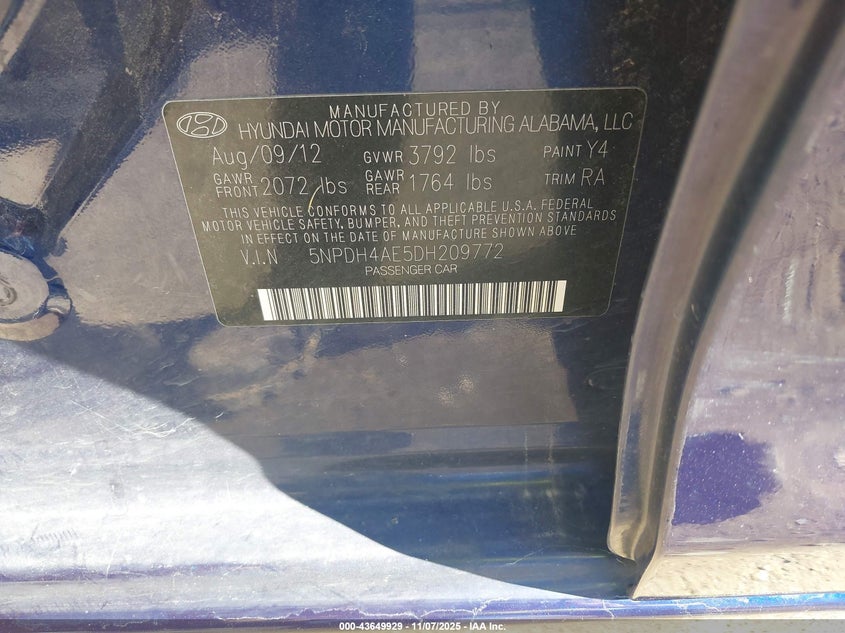 MANUFACTURED BY
HYUNDAI MOTOR MANUFACTURING ALABAMA, LLC
Aug/09/12 GVWR 3792 lbs PAINT Y4
GAWR FRONT 2072 lbs GAWR REAR 1764 lbs TRIM RA
THIS VEHICLE CONFORMS TO ALL APPLICABLE U.S.A. FEDERAL
MOTOR VEHICLE SAFETY, BUMPER, AND THEFT PREVENTION STANDARDS
IN EFFECT ON THE DATE OF MANUFACTURE SHOWN ABOVE
V.I.N 5NPDH4AE5DH209772
PASSENGER CAR
000-43649929 - 11/07/2025 - IAA Inc.